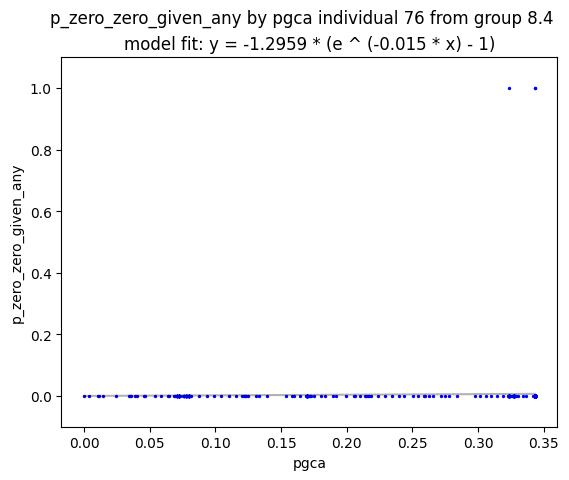 p_zero_zero_given_any by pgca individual 76 from group 8.4
model fit: y = -1.2959 * (e ^ (-0.015 * x) - 1)
1.0
0.8
0.6
0.4
0.2
0.0
p_zero_zero_given_any
0.00 0.05 0.10 0.15 0.20 0.25 0.30 0.35
pgca